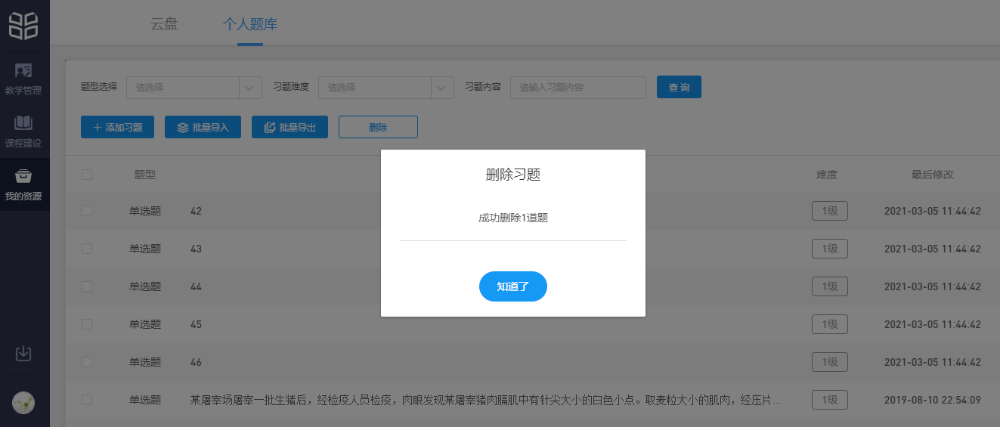 云盘 个人题库
教学管理
课程建设
我的资源
题型选择 请选择 习题难度 请选择 习题内容 请输入习题内容 查询
添加习题 批量导入 批量导出 删除
题型 难度 最后修改
单选题 42 1级 2021-03-05 11:44:42
单选题 43 1级 2021-03-05 11:44:42
单选题 44 1级 2021-03-05 11:44:42
单选题 45 1级 2021-03-05 11:44:42
单选题 46 1级 2021-03-05 11:44:42
单选题 某屠宰场屠宰一批生猪后，经检疫人员检疫，肉眼发现某屠宰猪肉膈肌中有针尖大小的白色小点。取麦粒大小的肌肉，经压片... 1级 2019-08-10 22:54:09
删除习题
成功删除1道题
知道了